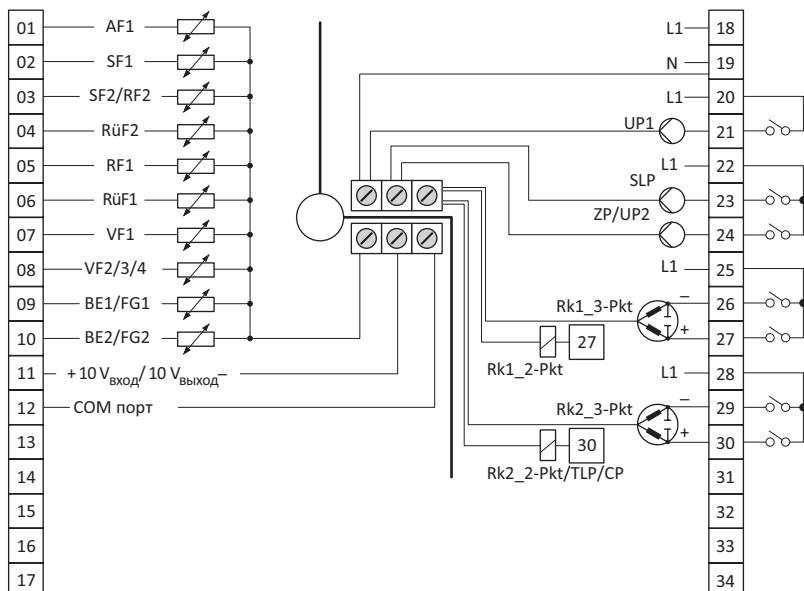 01 AF1
02 SF1
03 SF2/RF2
04 RüF2
05 RF1
06 RüF1
07 VF1
08 VF2/3/4
09 BE1/FG1
10 BE2/FG2
11 +10 Vвход/10 Vвыход–
12 COM порт
13
14
15
16
17
L1 18
N 19
L1 20
UP1 21
L1 22
SLP 23
ZP/UP2 24
L1 25
Rk1_3-Pkt – 26
+ 27
27
Rk1_2-Pkt
L1 28
Rk2_3-Pkt – 29
+ 30
30
Rk2_2-Pkt/TLP/CP
31
32
33
34